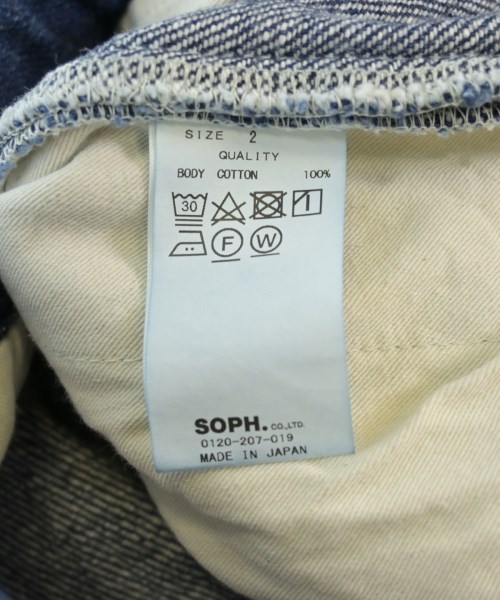 SIZE 2
QUALITY
BODY COTTON 100%
30
F W
SOPH. CO.,LTD.
0120-207-019
MADE IN JAPAN